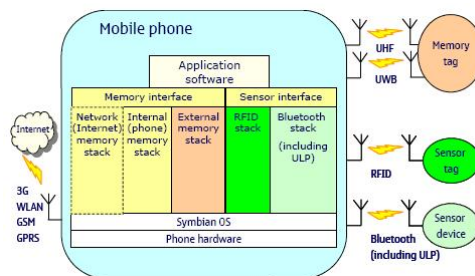 Mobile phone
Application
software
Memory interface
Sensor interface
Network
(Internet)
memory
stack
Internal
(phone)
memory
stack
External
memory
stack
RFID
stack
Bluetooth
stack
(including
ULP)
Symbian OS
Phone hardware
Internet
3G
WLAN
GSM
GPRS
UHF
UWB
Memory
tag
RFID
Sensor
tag
Bluetooth
(including ULP)
Sensor
device